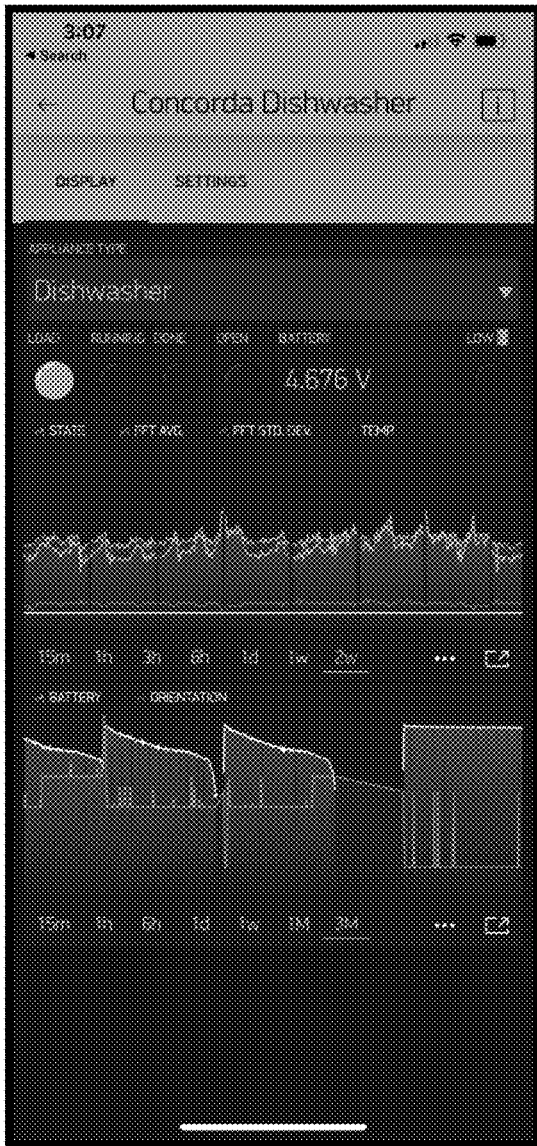 3:07
◂ Search
← Concorda Dishwasher
DISPLAY SETTINGS
APPLIANCE TYPE
Dishwasher
LOAD RUNNING DONE OPEN BATTERY LOW
4.676 V
STATE FFT AVG FFT STD. DEV. TEMP
15m 1h 3h 6h 1d 1w 2w •••
BATTERY ORIENTATION
15m 1h 6h 1d 1w 1M 3M •••